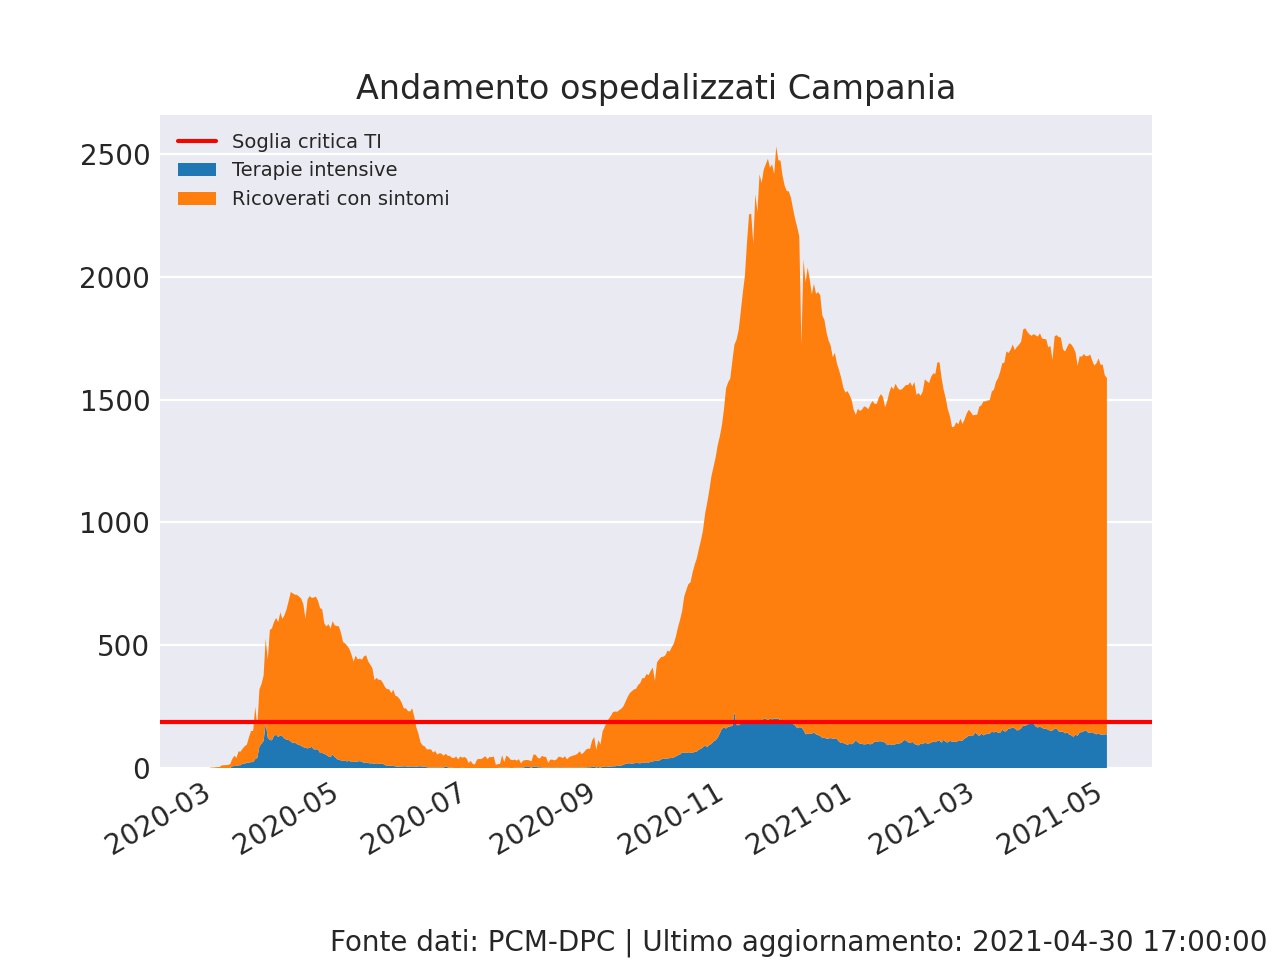 Andamento ospedalizzati Campania
Soglia critica TI
Terapie intensive
Ricoverati con sintomi
2500
2000
1500
1000
500
0
2020-03
2020-05
2020-07
2020-09
2020-11
2021-01
2021-03
2021-05
Fonte dati: PCM-DPC | Ultimo aggiornamento: 2021-04-30 17:00:00